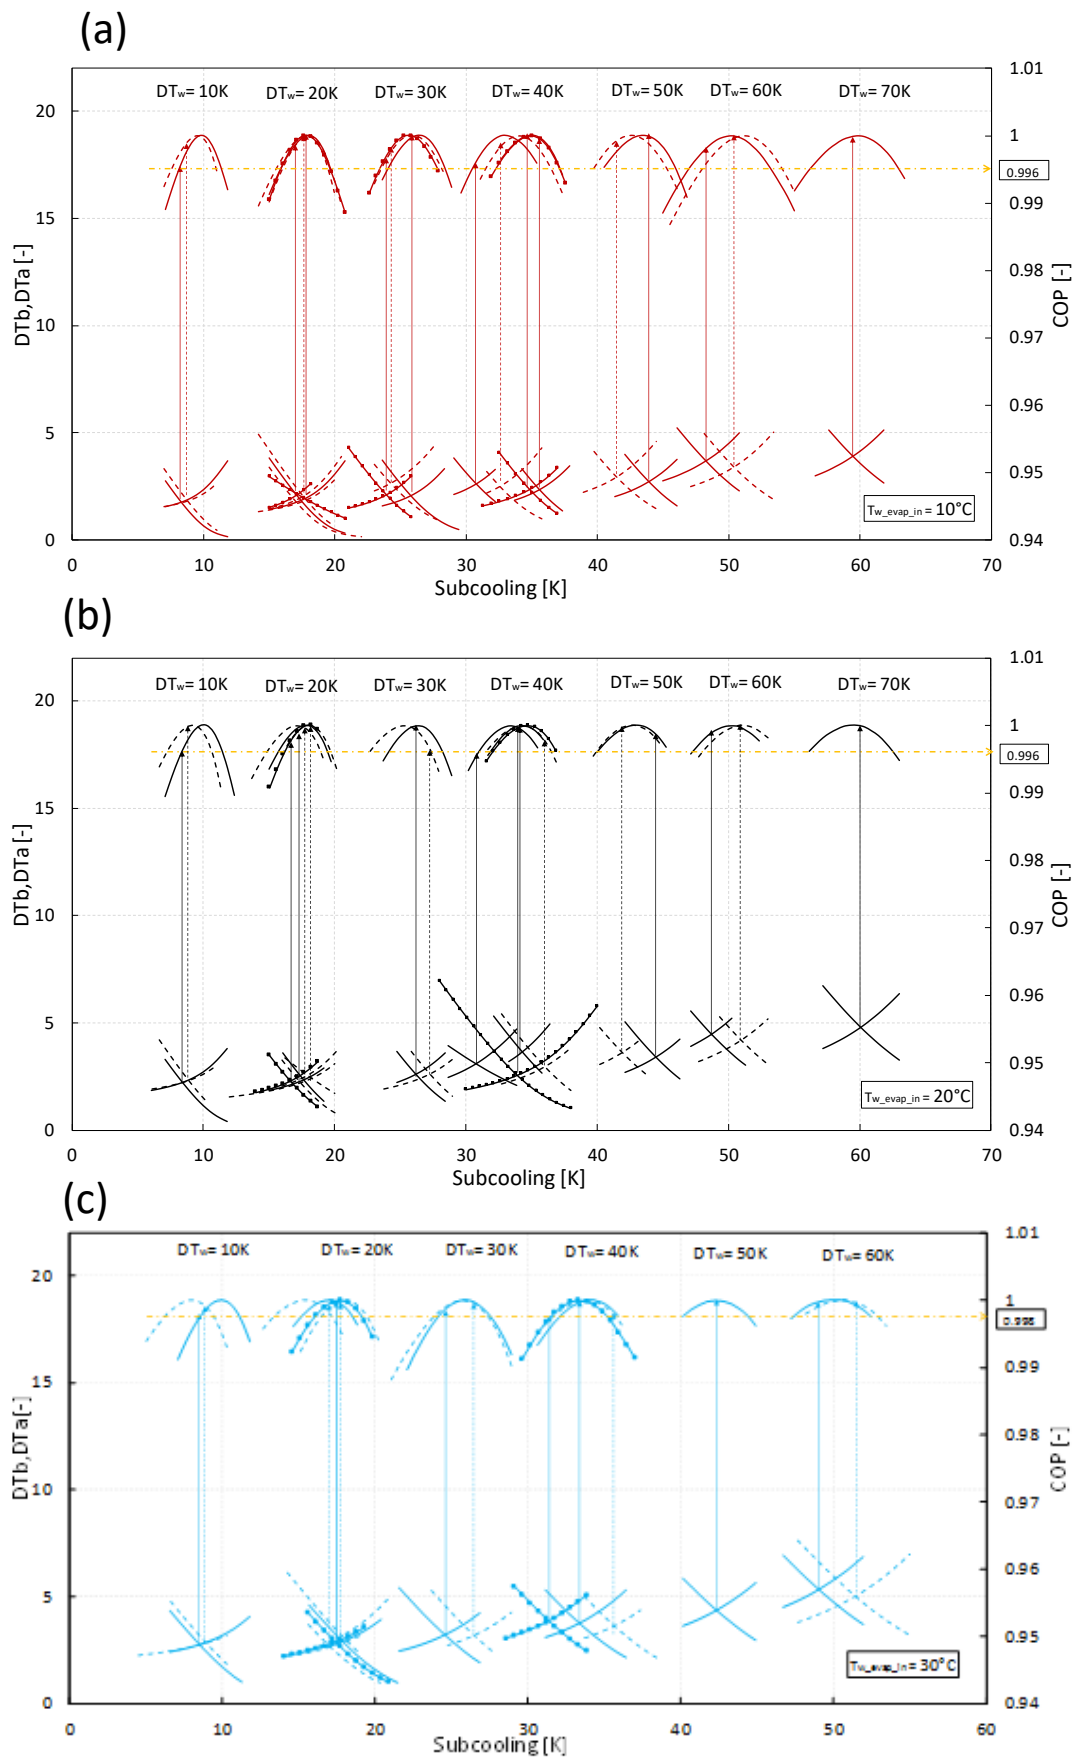 (a)
1.01
DTw= 10K DTw= 20K DTw= 30K DTw= 40K DTw= 50K DTw= 60K DTw= 70K
20
1
0.996
15
0.99
DTb,DTa [-]
0.98
COP [-]
10
0.97
0.96
5
0.95
Tw_evap_in = 10°C
0
0.94
0 10 20 30 40 50 60 70
Subcooling [K]
(b)
1.01
DTw= 10K DTw= 20K DTw= 30K DTw= 40K DTw= 50K DTw= 60K DTw= 70K
20
1
0.996
15
0.99
DTb,DTa [-]
0.98
COP [-]
10
0.97
0.96
5
0.95
Tw_evap_in = 20°C
0
0.94
0 10 20 30 40 50 60 70
Subcooling [K]
(c)
1.01
DTw= 10K DTw= 20K DTw= 30K DTw= 40K DTw= 50K DTw= 60K
20
1
15
0.99
DTb,DTa[-]
0.98
COP [-]
10
0.97
0.96
5
0.95
Tw_evap_in = 30°C
0
0.94
0 10 20 30 40 50 60
Subcooling [K]